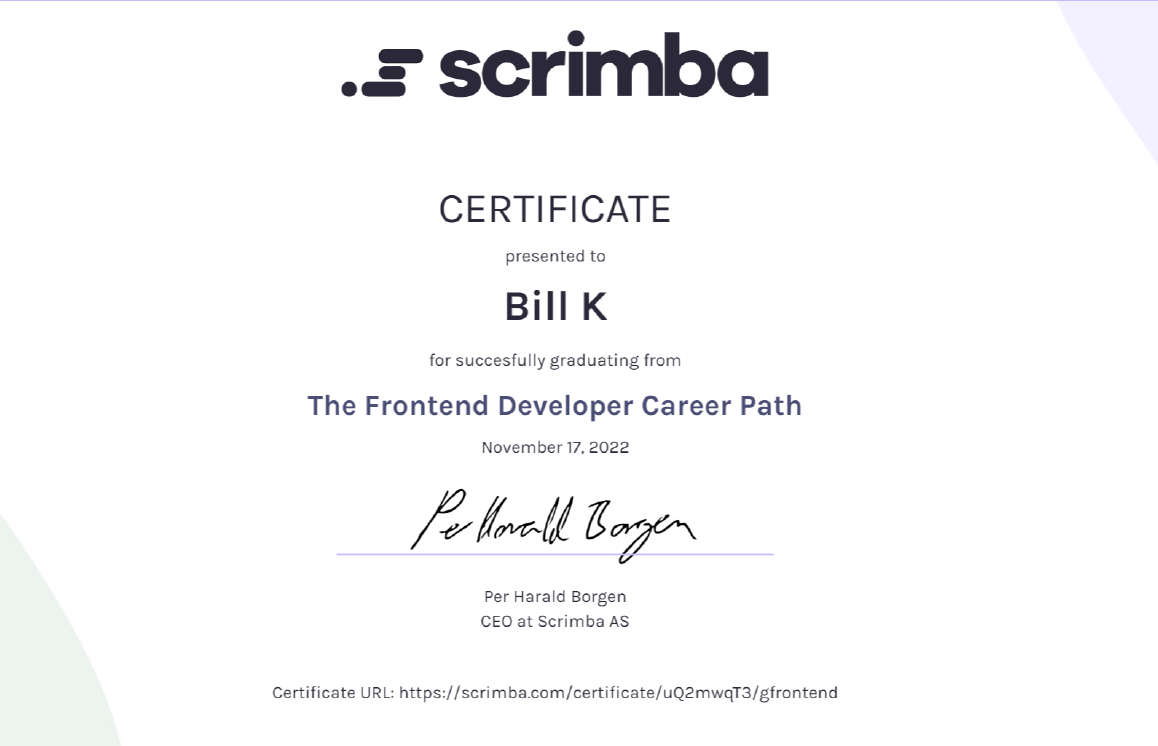 scrimba
CERTIFICATE
presented to
Bill K
for succesfully graduating from
The Frontend Developer Career Path
November 17, 2022
Per Harald Borgen
Per Harald Borgen
CEO at Scrimba AS
Certificate URL: https://scrimba.com/certificate/uQ2mwqT3/gfrontend